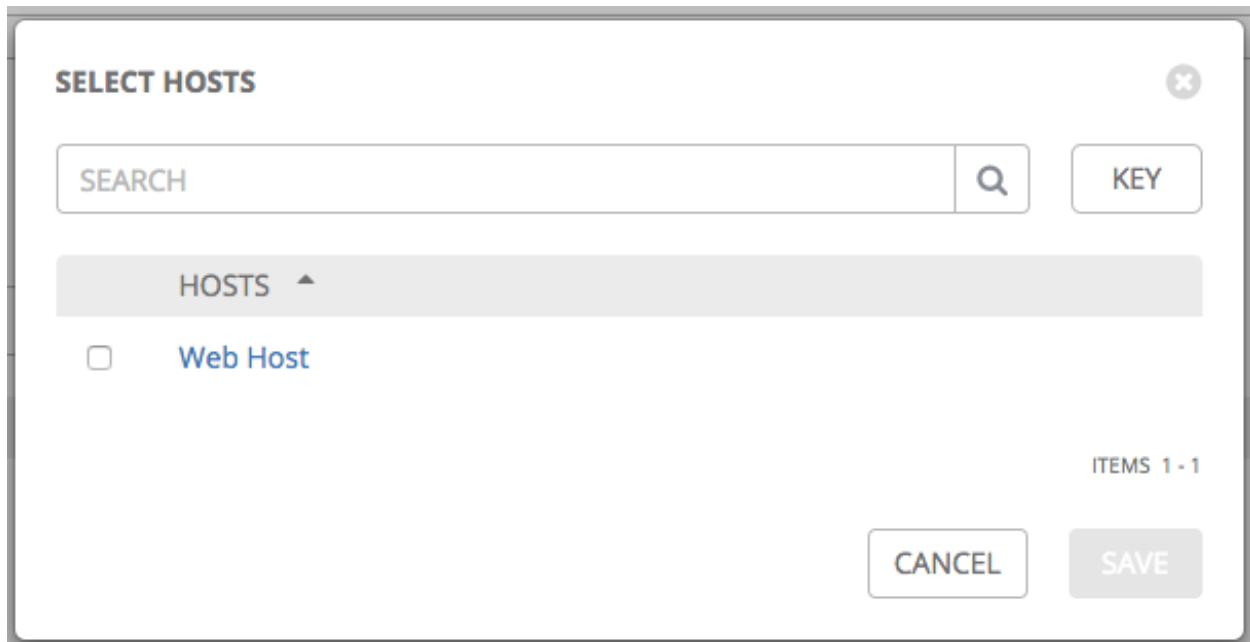 SELECT HOSTS
SEARCH
KEY
HOSTS
Web Host
ITEMS 1 - 1
CANCEL
SAVE